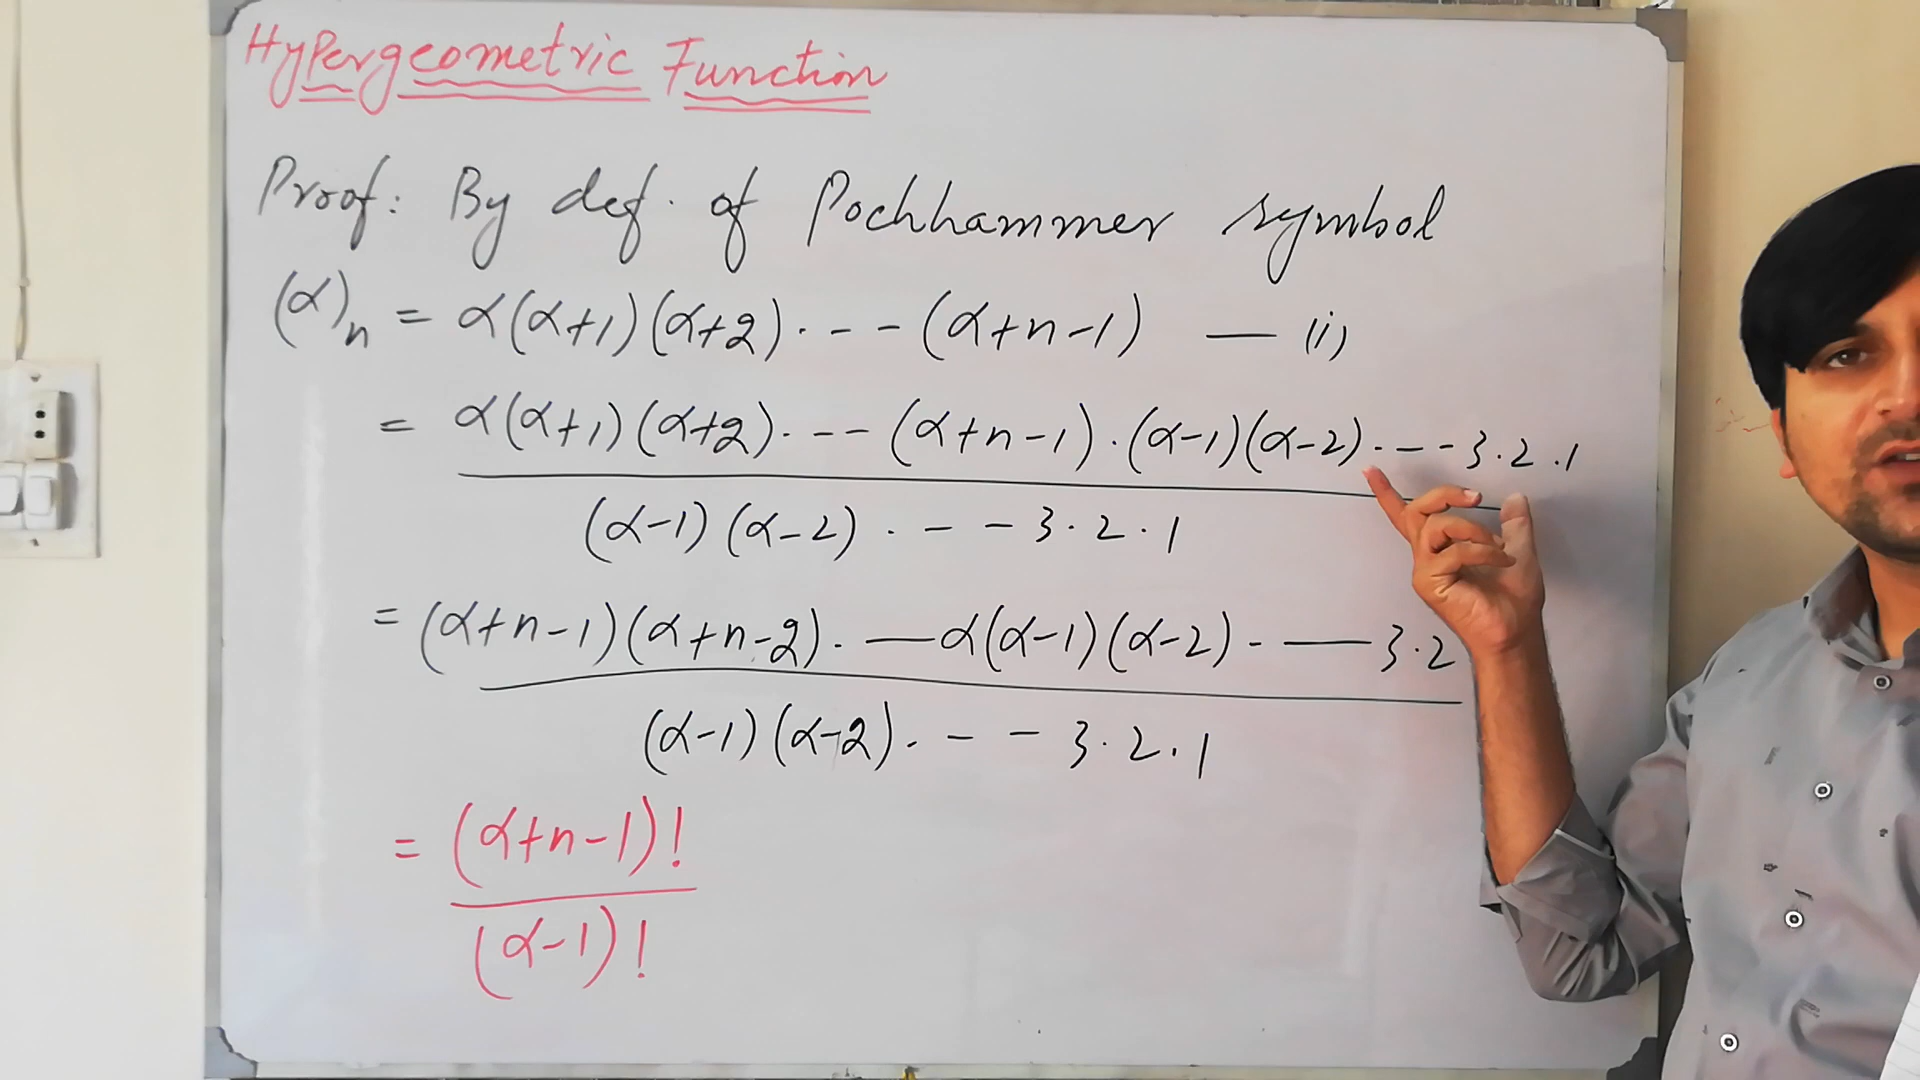 Hypergeometric Function
Proof: By def. of Pochhammer symbol
(α)n = α(α+1)(α+2)·--(α+n-1) — (i)
= α(α+1)(α+2)·--(α+n-1)·(α-1)(α-2)·--3·2·1
(α-1)(α-2)·--3·2·1
= (α+n-1)(α+n-2)·—α(α-1)(α-2)·—3·2
(α-1)(α-2)·--3·2·1
= (α+n-1)!
(α-1)!